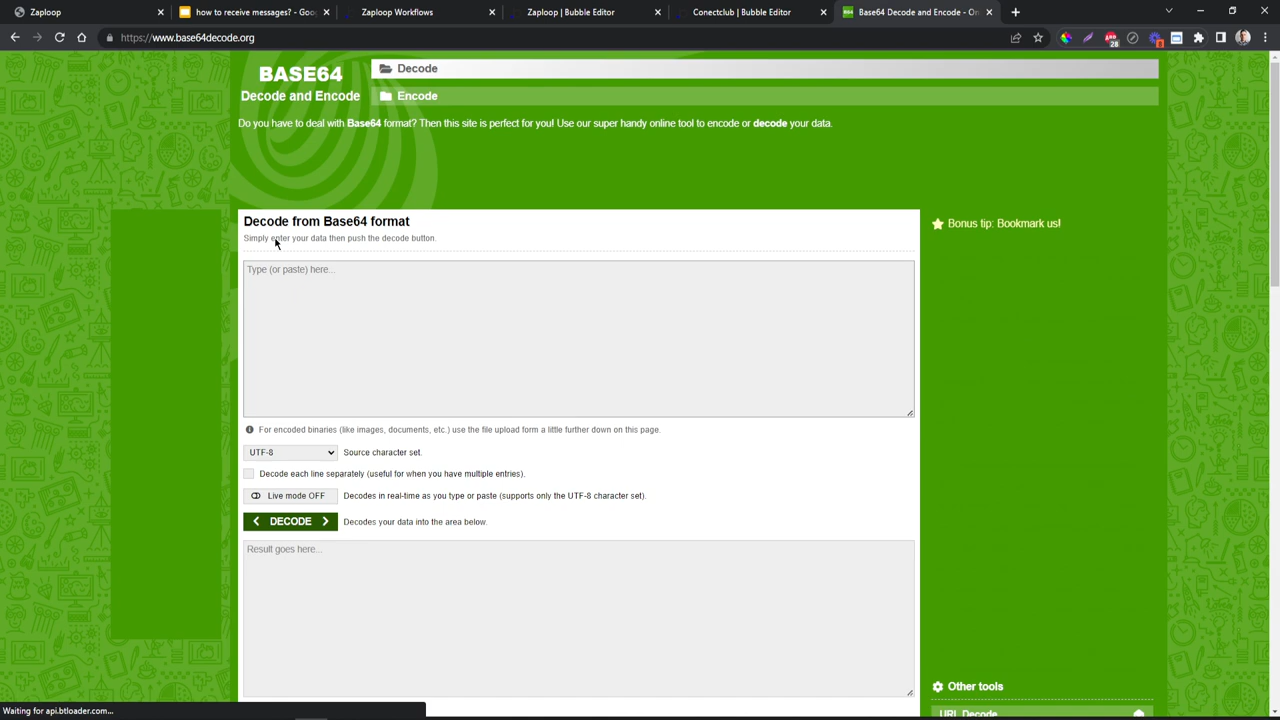 Zaploop
how to receive messages? - Goo
Zaploop Workflows
Zaploop | Bubble Editor
Conectclub | Bubble Editor
Base64 Decode and Encode - On
https://www.base64decode.org
28
8
BASE64
Decode and Encode
Decode
Encode
Do you have to deal with Base64 format? Then this site is perfect for you! Use our super handy online tool to encode or decode your data.
Decode from Base64 format
Simply enter your data then push the decode button.
Bonus tip: Bookmark us!
Type (or paste) here...
For encoded binaries (like images, documents, etc.) use the file upload form a little further down on this page.
UTF-8 Source character set.
Decode each line separately (useful for when you have multiple entries).
Live mode OFF Decodes in real-time as you type or paste (supports only the UTF-8 character set).
< DECODE > Decodes your data into the area below.
Result goes here...
Other tools
URL Decode
Waiting for api.btloader.com...